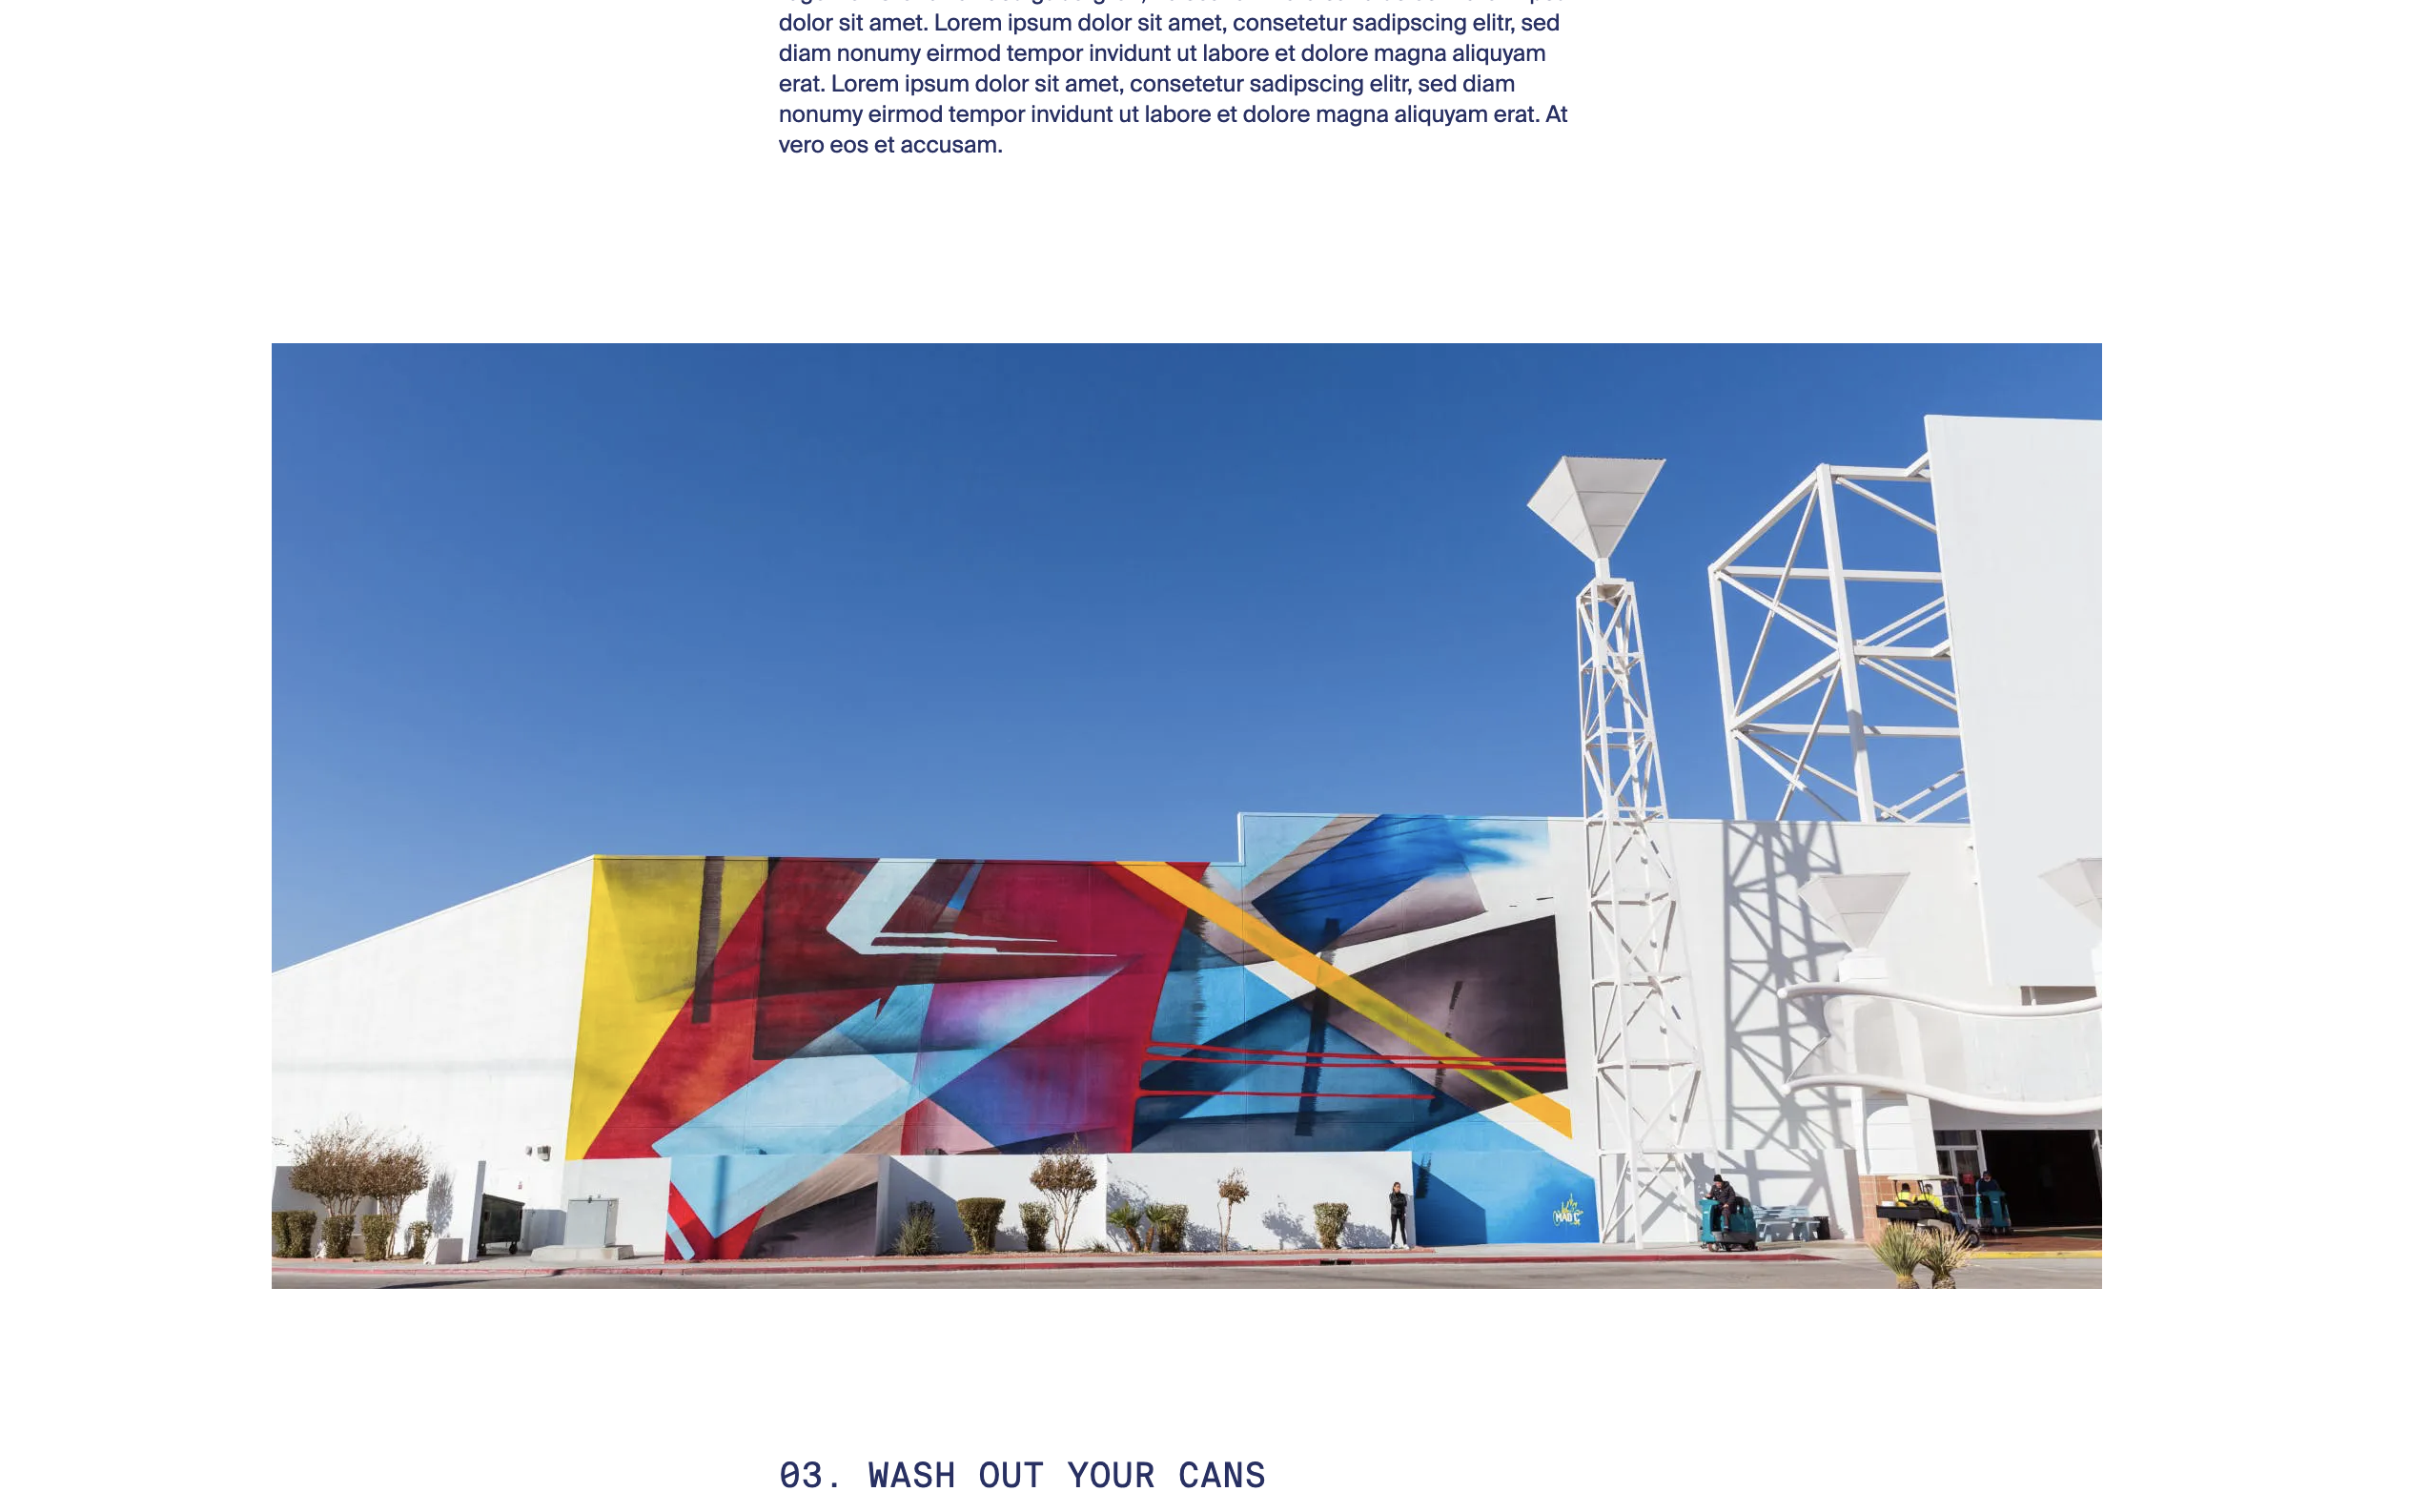 dolor sit amet. Lorem ipsum dolor sit amet, consetetur sadipscing elitr, sed
diam nonumy eirmod tempor invidunt ut labore et dolore magna aliquyam
erat. Lorem ipsum dolor sit amet, consetetur sadipscing elitr, sed diam
nonumy eirmod tempor invidunt ut labore et dolore magna aliquyam erat. At
vero eos et accusam.
MAD C
03. WASH OUT YOUR CANS